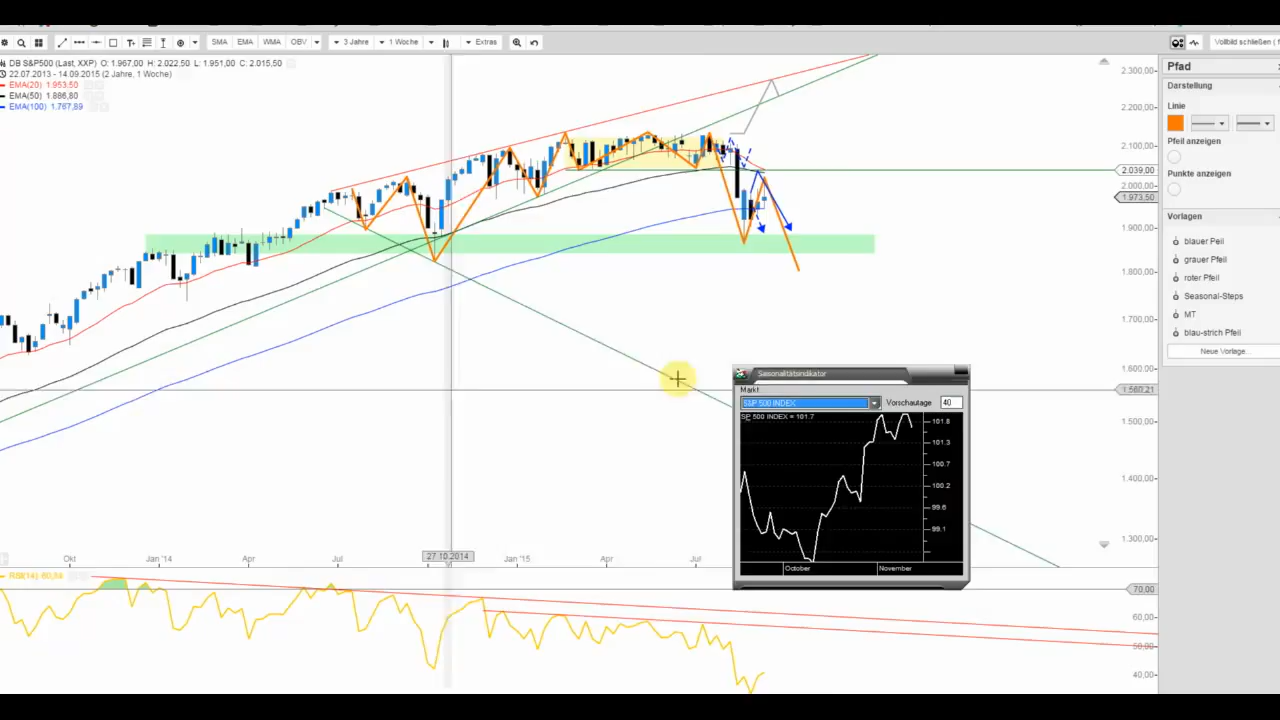 SMA EMA WMA OBV 3 Jahre 1 Woche Extras
Vollbild schließen ( f
DB S&P500 (Last, XXP) O: 1.967,00 H: 2.022,50 L: 1.951,00 C: 2.015,50
22.07.2013 - 14.09.2015 (2 Jahre, 1 Woche)
EMA(20) 1.953,50
EMA(50) 1.886,80
EMA(100) 1.767,89
2.300,00
2.200,00
2.100,00
2.039,00
2.000,00
1.973,50
1.900,00
1.800,00
1.700,00
1.600,00
1.560,21
1.500,00
1.400,00
1.300,00
Pfad
Darstellung
Linie
Pfeil anzeigen
Punkte anzeigen
Vorlagen
blauer Peil
grauer Pfeil
roter Pfeil
Seasonal-Steps
MT
blau-strich Pfeil
Neue Vorlage...
Saisonalitätsindikator
Markt
S&P 500 INDEX
Vorschautage
40
SP 500 INDEX = 101.7
101.8
101.3
100.7
100.2
99.6
99.1
October
November
Okt
Jan '14
Apr
Jul
27.10.2014
Jan '15
Apr
Jul
RSI(14)
70,00
60,00
50,00
40,00